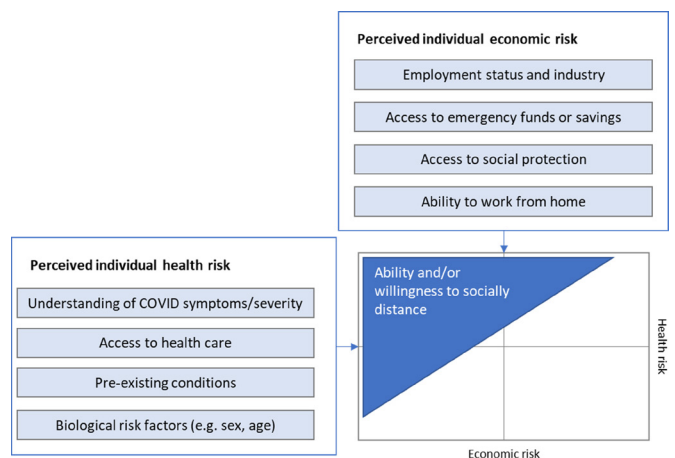 Perceived individual economic risk
Employment status and industry
Access to emergency funds or savings
Access to social protection
Ability to work from home
Perceived individual health risk
Understanding of COVID symptoms/severity
Access to health care
Pre-existing conditions
Biological risk factors (e.g. sex, age)
Ability and/or
willingness to socially
distance
Health risk
Economic risk